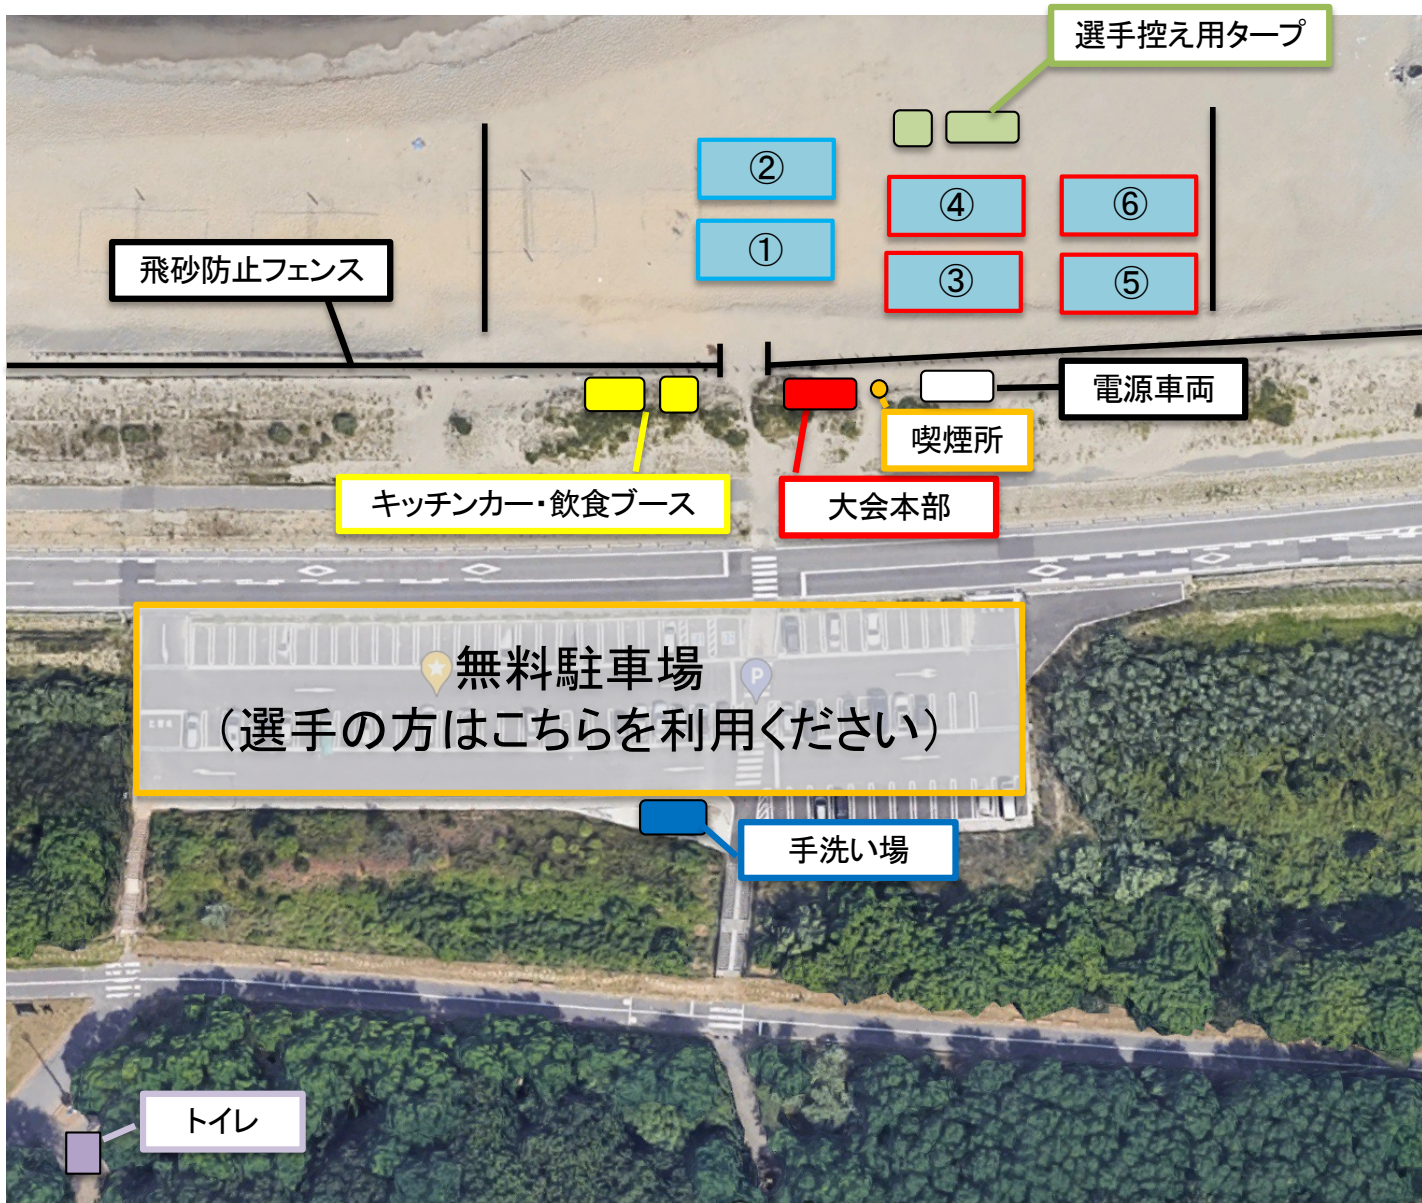 選手控え用タープ
②
④
⑥
①
飛砂防止フェンス
③
⑤
電源車両
喫煙所
キッチンカー・飲食ブース
大会本部
無料駐車場
P
（選手の方はこちらを利用ください）
手洗い場
トイレ